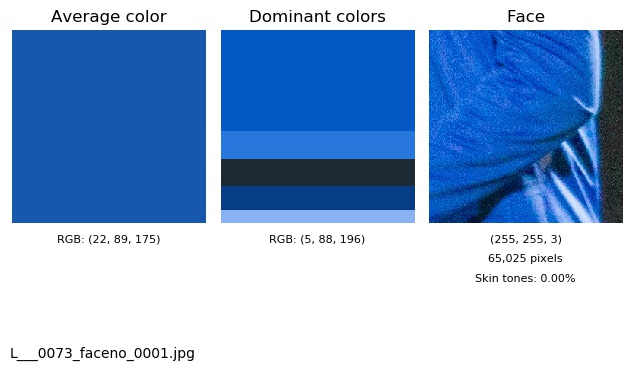 Average color
Dominant colors
Face
RGB: (22, 89, 175)
RGB: (5, 88, 196)
(255, 255, 3)
65,025 pixels
Skin tones: 0.00%
L___0073_faceno_0001.jpg